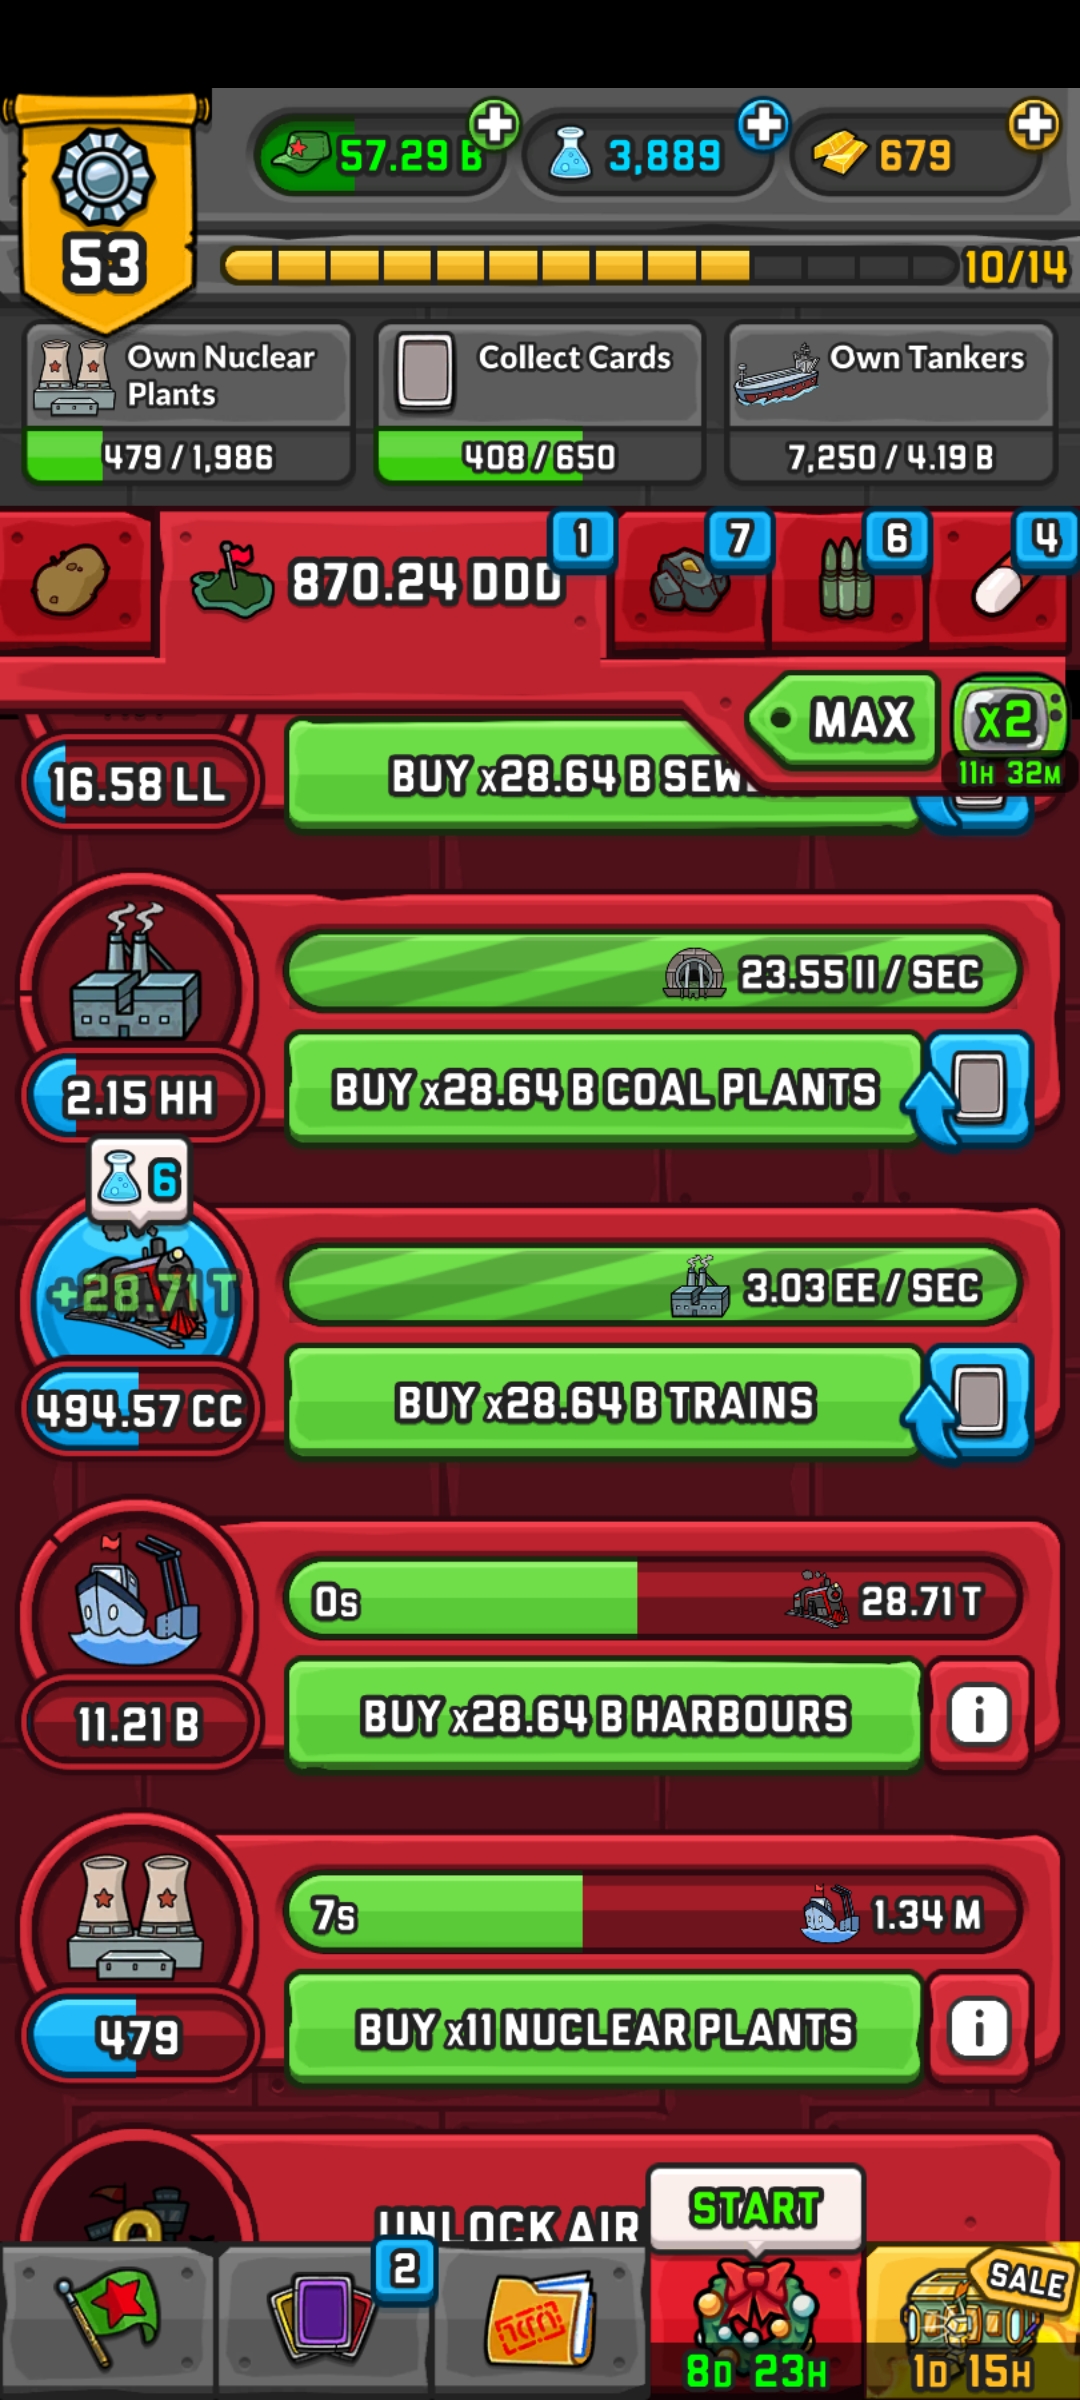 57.29 B
3,889
679
53
10/14
Own Nuclear
Plants
Collect Cards
Own Tankers
479 / 1,986
408 / 650
7,250 / 4.19 B
870.24 DDD
1
7
6
4
MAX
x2
11H 32M
16.58 LL
BUY x28.64 B
23.55 II / SEC
2.15 HH
BUY x28.64 B COAL PLANTS
6
+28.71 T
3.03 EE / SEC
494.57 CC
BUY x28.64 B TRAINS
0s
28.71 T
11.21 B
BUY x28.64 B HARBOURS
i
7s
1.34 M
479
BUY x11 NUCLEAR PLANTS
i
UNLOCK AIR
START
2
SALE
8D 23H
1D 15H